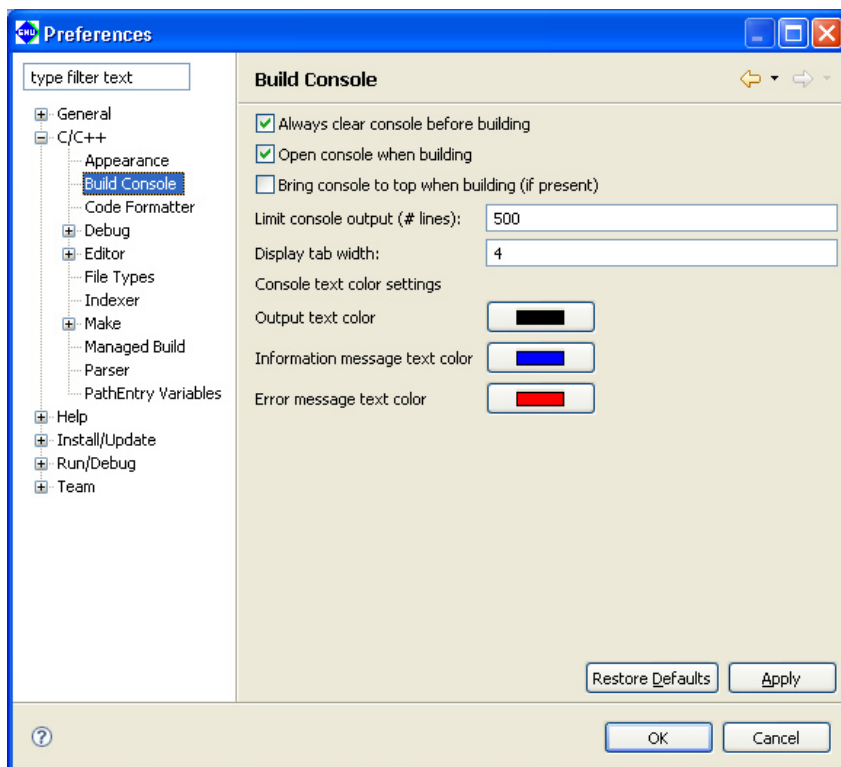 GNU Preferences
type filter text
General
C/C++
Appearance
Build Console
Code Formatter
Debug
Editor
File Types
Indexer
Make
Managed Build
Parser
PathEntry Variables
Help
Install/Update
Run/Debug
Team
Build Console
Always clear console before building
Open console when building
Bring console to top when building (if present)
Limit console output (# lines): 500
Display tab width: 4
Console text color settings
Output text color
Information message text color
Error message text color
Restore Defaults Apply
? OK Cancel